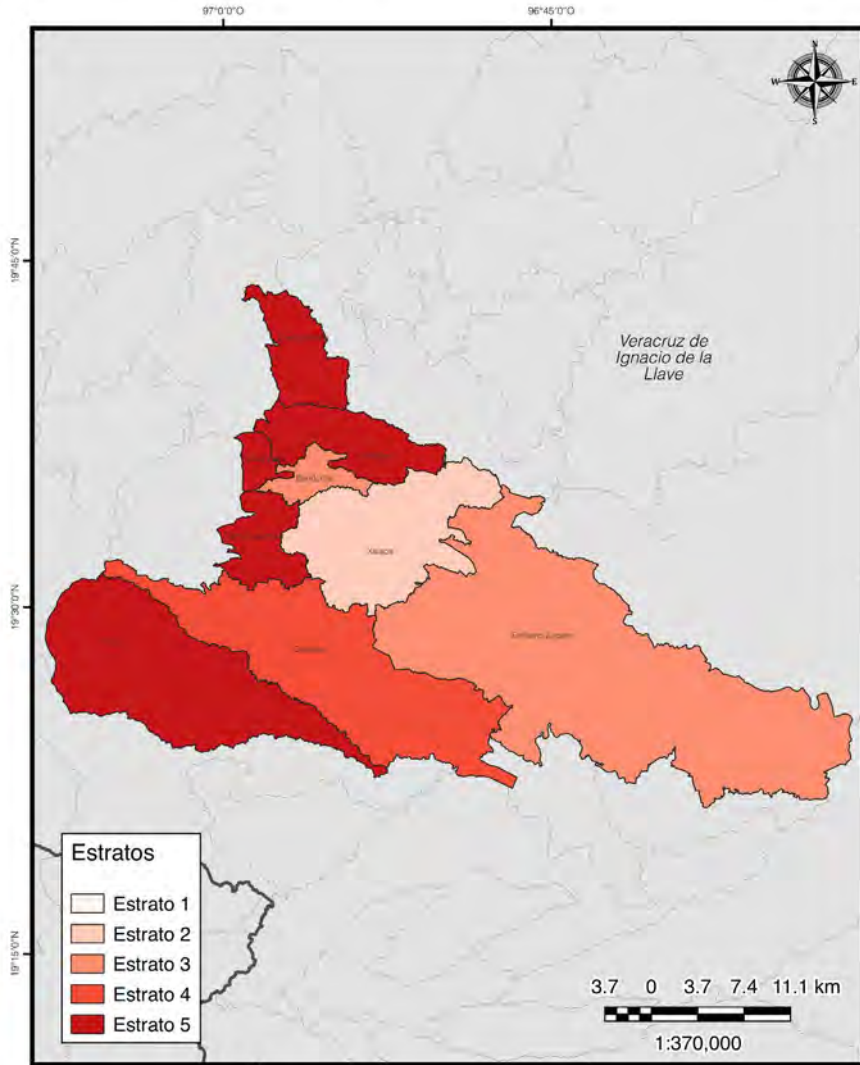 97°0'0"O
96°45'0"O
N
W
E
S
19°45'0"N
Veracruz de
Ignacio de la
Llave
Banderilla
Xalapa
19°30'0"N
Emiliano Zapata
Coatepec
Estratos
Estrato 1
Estrato 2
Estrato 3
Estrato 4
Estrato 5
19°15'0"N
3.7 0 3.7 7.4 11.1 km
1:370,000